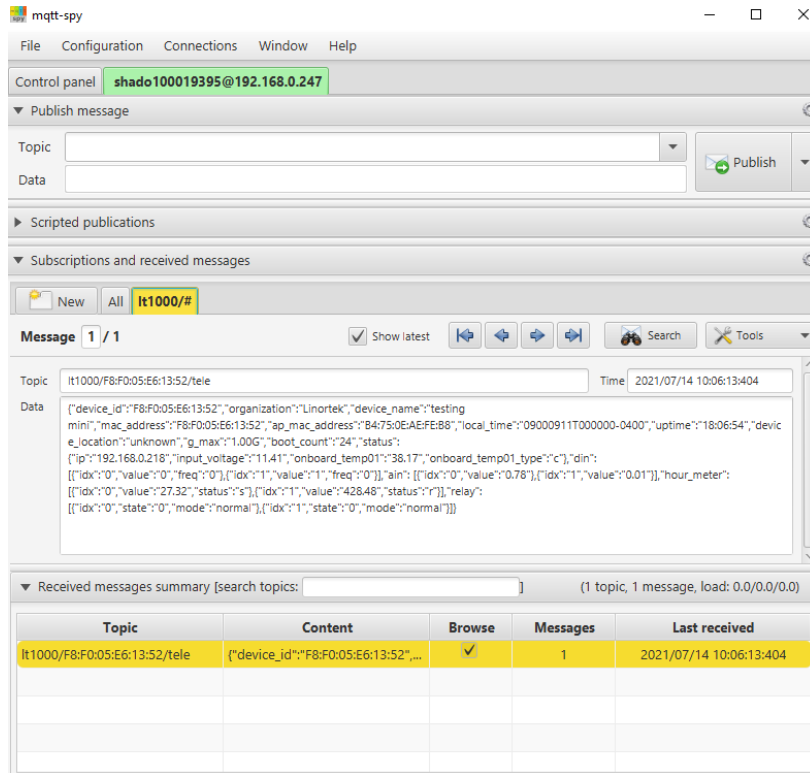 mqtt-spy
File Configuration Connections Window Help
Control panel shado100019395@192.168.0.247
Publish message
Topic
Publish
Data
Scripted publications
Subscriptions and received messages
New All lt1000/#
Message 1 / 1 Show latest Search Tools
Topic lt1000/F8:F0:05:E6:13:52/tele Time 2021/07/14 10:06:13:404
Data {"device_id":"F8:F0:05:E6:13:52","organization":"Linortek","device_name":"testing
mini","mac_address":"F8:F0:05:E6:13:52","ap_mac_address":"B4:75:0E:AE:FE:B8","local_time":"09000911T000000-0400","uptime":"18:06:54","devic
e_location":"unknown","g_max":"1.00G","boot_count":"24","status":
{"ip":"192.168.0.218","input_voltage":"11.41","onboard_temp01":"38.17","onboard_temp01_type":"c"},"din":
[{"idx":"0","value":"0","freq":"0"},{"idx":"1","value":"1","freq":"0"}],"ain": [{"idx":"0","value":"0.78"},{"idx":"1","value":"0.01"}],"hour_meter":
[{"idx":"0","value":"27.32","status":"s"},{"idx":"1","value":"428.48","status":"r"}],"relay":
[{"idx":"0","state":"0","mode":"normal"},{"idx":"1","state":"0","mode":"normal"}]}
Received messages summary [search topics: ] (1 topic, 1 message, load: 0.0/0.0/0.0)
Topic Content Browse Messages Last received
lt1000/F8:F0:05:E6:13:52/tele {"device_id":"F8:F0:05:E6:13:52",... 1 2021/07/14 10:06:13:404